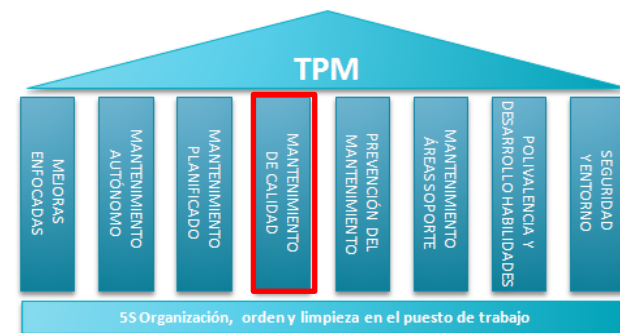 TPM
MEJORAS
ENFOCADAS
MANTENIMIENTO
AUTÓNOMO
MANTENIMIENTO
PLANIFICADO
MANTENIMIENTO
DE CALIDAD
PREVENCIÓN DEL
MANTENIMIENTO
MANTENIMIENTO
ÁREAS SOPORTE
POLIVALENCIA Y
DESARROLLO HABILIDADES
SEGURIDAD
Y ENTORNO
5S Organización, orden y limpieza en el puesto de trabajo